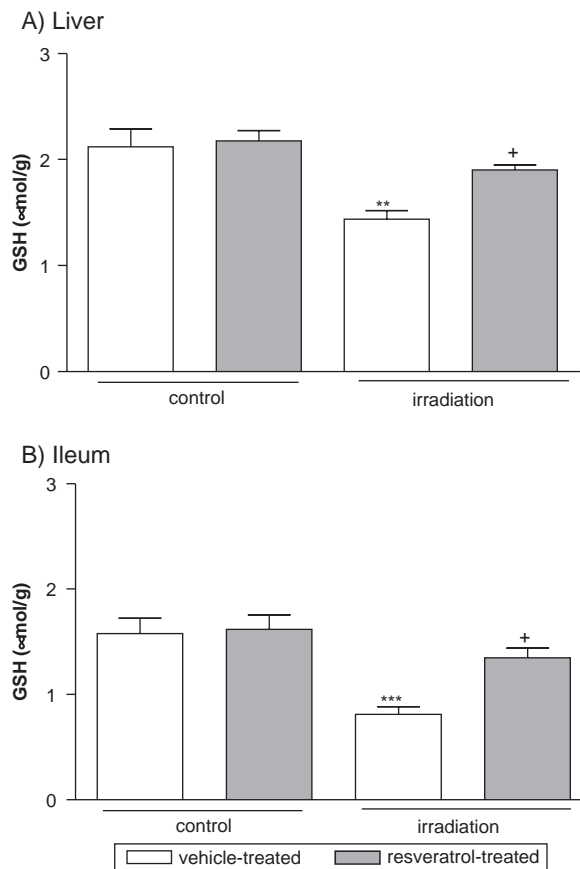 A) Liver
3
2
1
0
GSH (∝mol/g)
**
+
control
irradiation
B) Ileum
3
2
1
0
GSH (∝mol/g)
***
+
control
irradiation
vehicle-treated resveratrol-treated